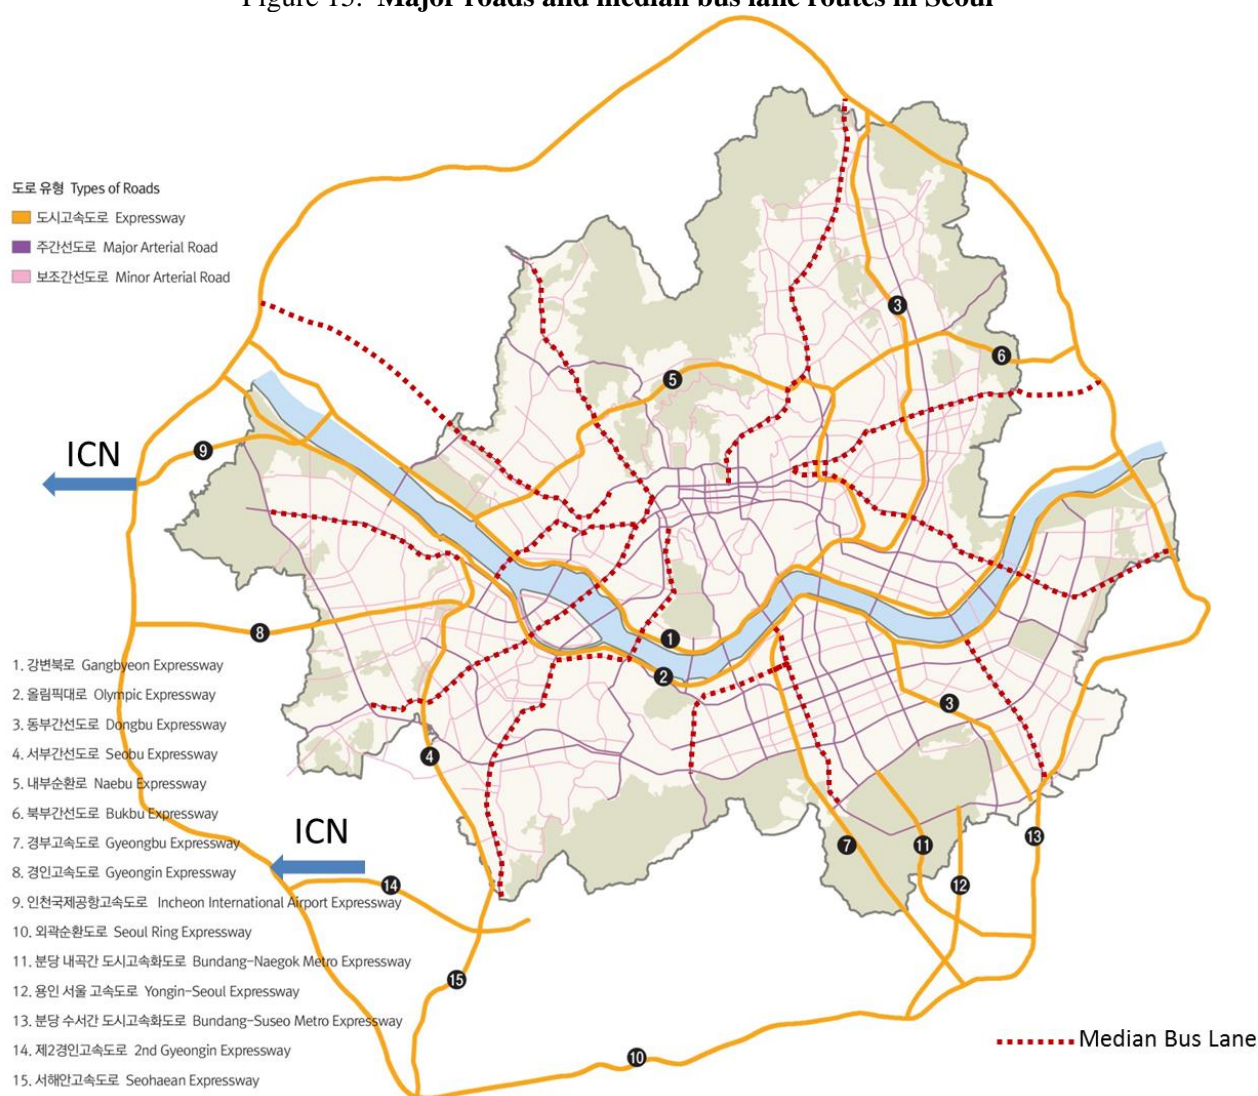 Figure 15. Major roads and median bus lane routes in Seoul
도로 유형 Types of Roads
도시고속도로 Expressway
주간선도로 Major Arterial Road
보조간선도로 Minor Arterial Road
3
6
5
ICN
9
8
1
2
3
4
1. 강변북로 Gangbyeon Expressway
2. 올림픽대로 Olympic Expressway
3. 동부간선도로 Dongbu Expressway
4. 서부간선도로 Seobu Expressway
5. 내부순환로 Naebu Expressway
6. 북부간선도로 Bukbu Expressway
7. 경부고속도로 Gyeongbu Expressway
8. 경인고속도로 Gyeongin Expressway
9. 인천국제공항고속도로 Incheon International Airport Expressway
10. 외곽순환도로 Seoul Ring Expressway
11. 분당 내곡간 도시고속화도로 Bundang-Naegok Metro Expressway
12. 용인 서울 고속도로 Yongin-Seoul Expressway
13. 분당 수서간 도시고속화도로 Bundang-Suseo Metro Expressway
14. 제2경인고속도로 2nd Gyeongin Expressway
15. 서해안고속도로 Seohaean Expressway
ICN
7
11
13
14
12
15
10
Median Bus Lane